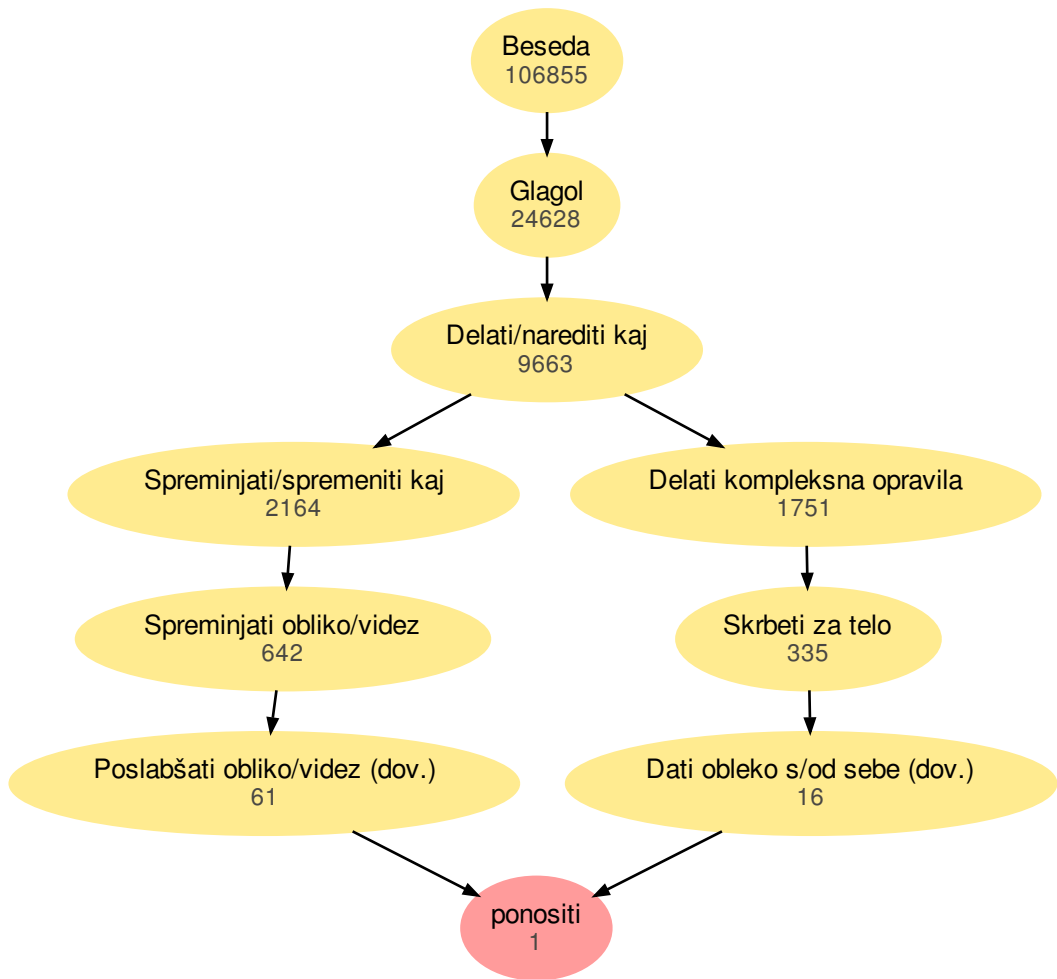 Beseda
106855
Glagol
24628
Delati/narediti kaj
9663
Spreminjati/spremeniti kaj
2164
Delati kompleksna opravila
1751
Spreminjati obliko/videz
642
Skrbeti za telo
335
Poslabšati obliko/videz (dov.)
61
Dati obleko s/od sebe (dov.)
16
ponositi
1